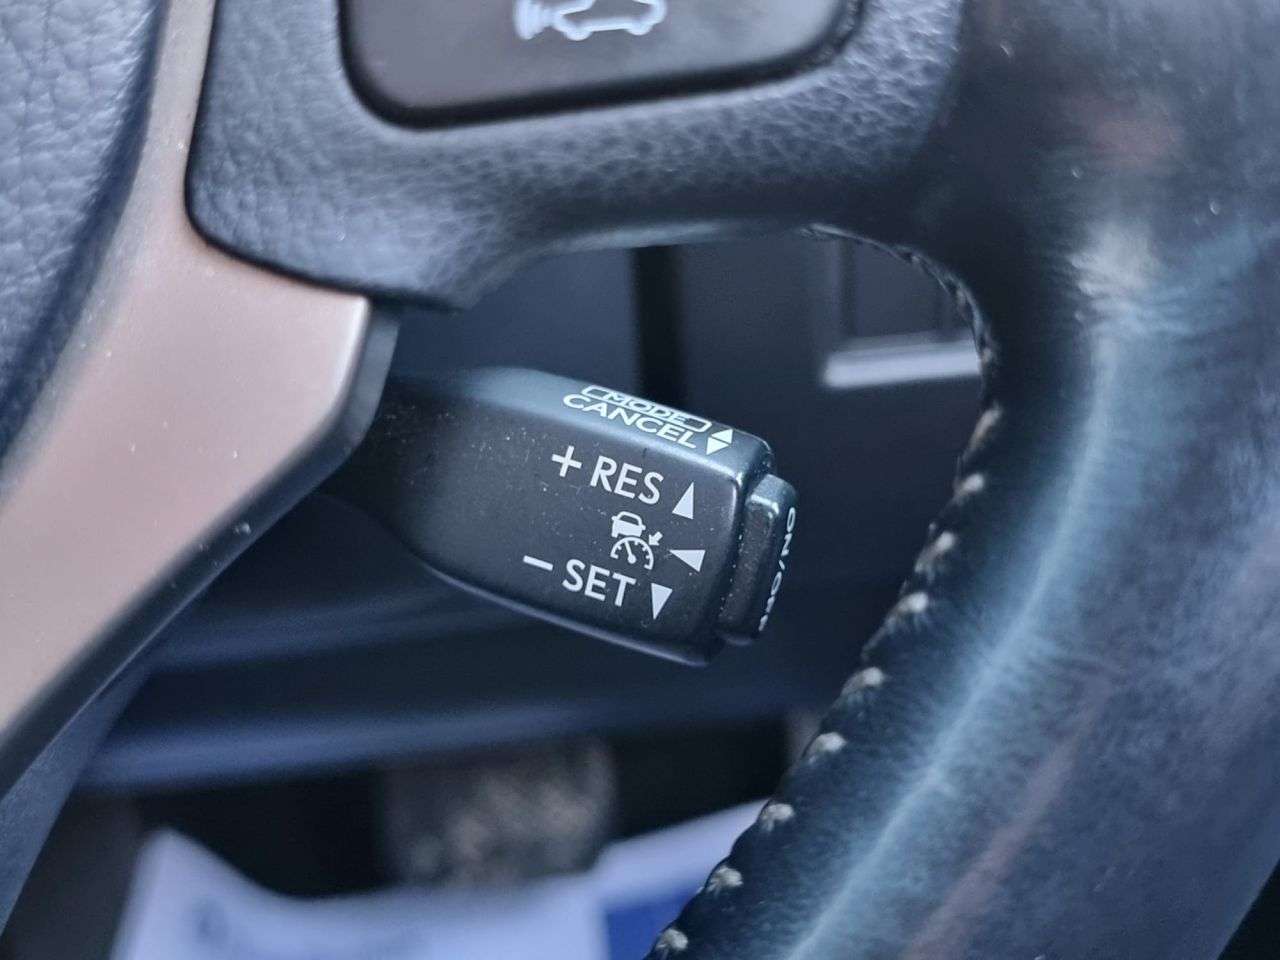 MODE
CANCEL
+ RES
- SET
ON/OFF